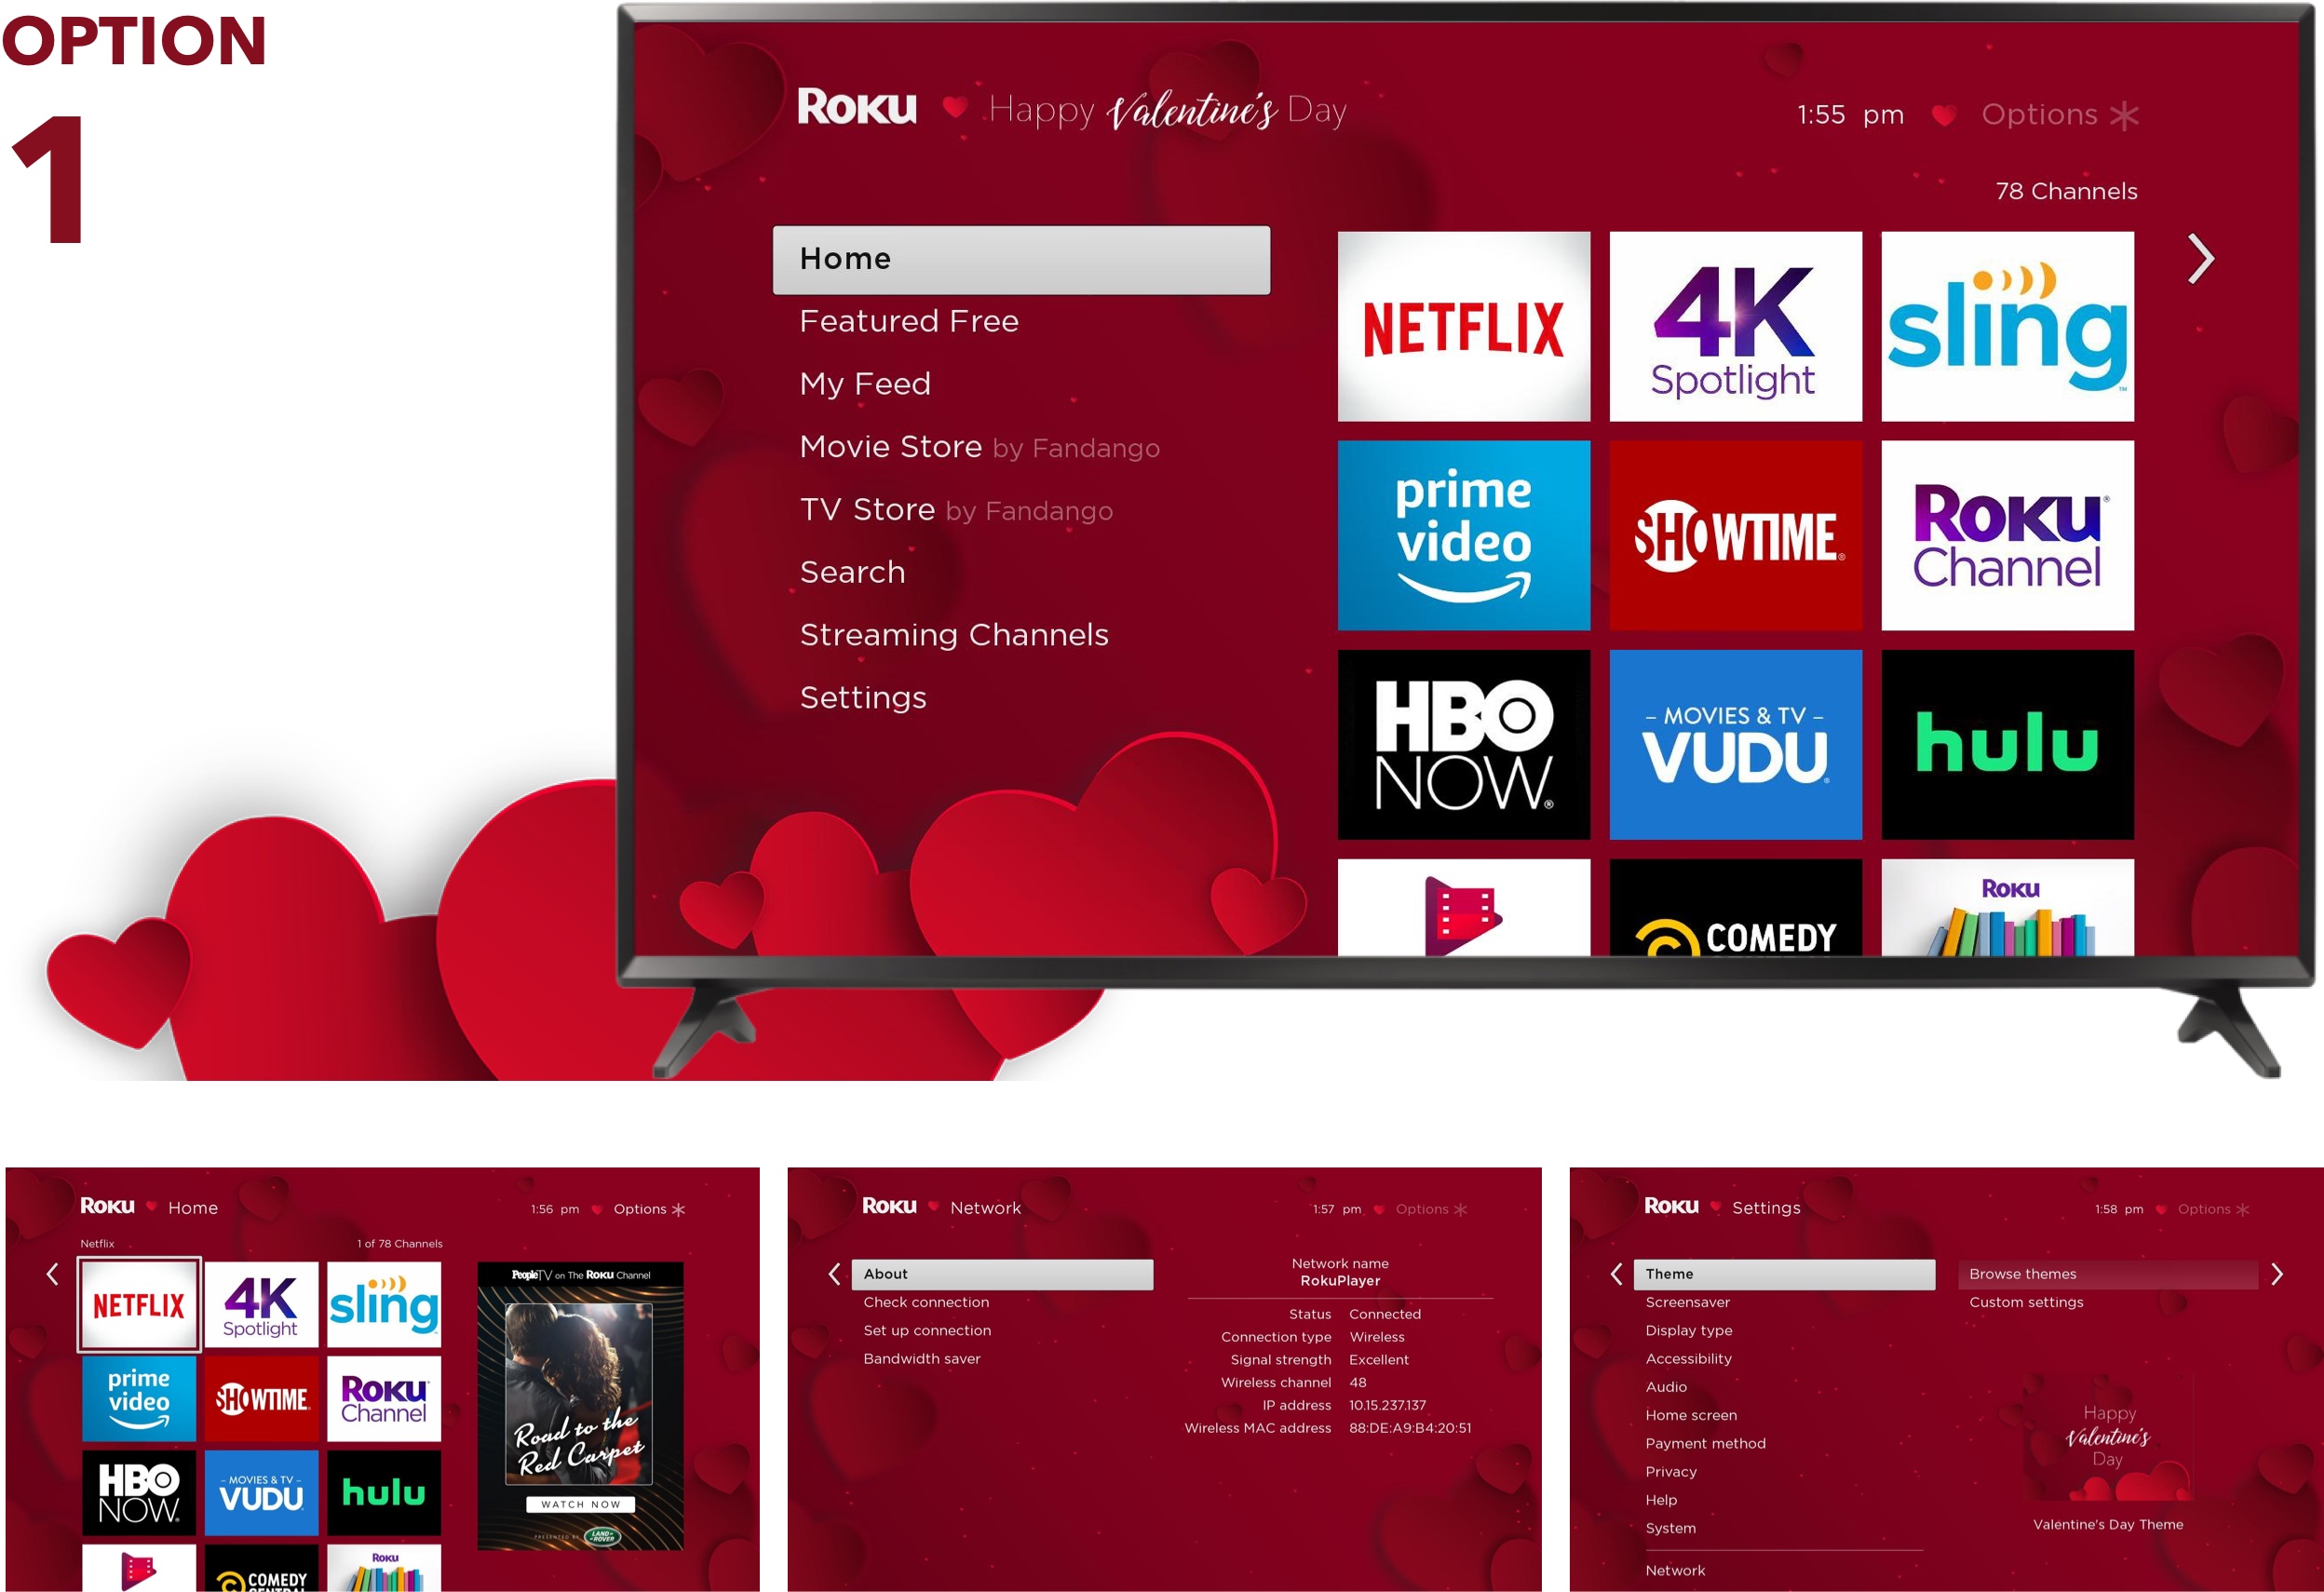 OPTION
1
ROKU Happy Valentine's Day
1:55 pm Options
78 Channels
Home
Featured Free
My Feed
Movie Store by Fandango
TV Store by Fandango
Search
Streaming Channels
Settings
NETFLIX
4K
Spotlight
sling
TM
prime
video
SHOWTIME®
ROKU®
Channel
HBO
NOW®
– MOVIES & TV –
VUDU
hulu
COMEDY
ROKU
ROKU Home
1:56 pm Options
Netflix
1 of 78 Channels
NETFLIX
4K
Spotlight
sling
prime
video
SHOWTIME
ROKU
Channel
HBO
NOW
– MOVIES & TV –
VUDU
hulu
COMEDY
CENTRAL
ROKU
PeopleTV on The ROKU Channel
Road to the
Red Carpet
WATCH NOW
PRESENTED BY LAND ROVER
ROKU Network
1:57 pm Options
About
Check connection
Set up connection
Bandwidth saver
Network name
RokuPlayer
Status Connected
Connection type Wireless
Signal strength Excellent
Wireless channel 48
IP address 10.15.237.137
Wireless MAC address 88:DE:A9:B4:20:51
ROKU Settings
1:58 pm Options
Theme
Screensaver
Display type
Accessibility
Audio
Home screen
Payment method
Privacy
Help
System
Network
Browse themes
Custom settings
Happy
Valentine's
Day
Valentine's Day Theme